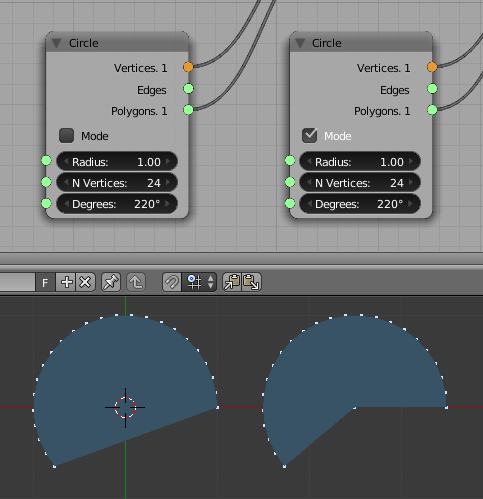 Circle
Vertices. 1
Edges
Polygons. 1
Mode
Radius: 1.00
N Vertices: 24
Degrees: 220°
Circle
Vertices. 1
Edges
Polygons. 1
Mode
Radius: 1.00
N Vertices: 24
Degrees: 220°
F